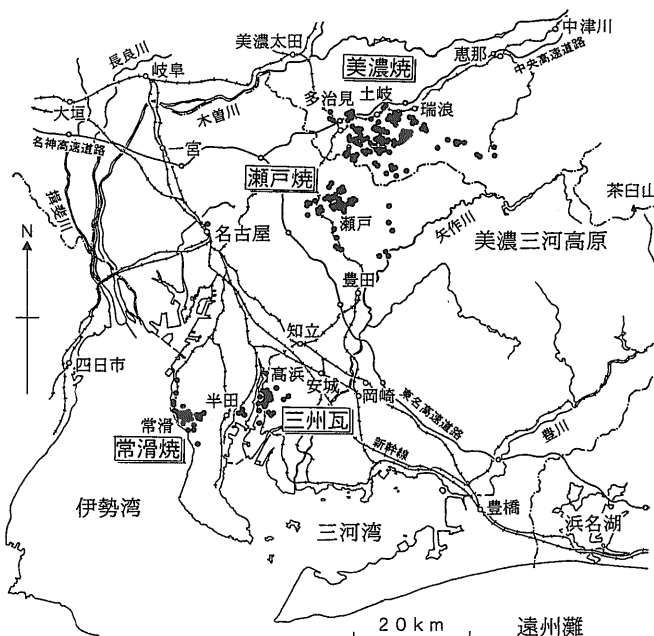 中津川
美濃太田
恵那
長良川
中央高速道路
岐阜
美濃焼
土岐
多治見
瑞浪
大垣
木曽川
名神高速道路
一宮
瀬戸焼
茶臼山
揖斐川
瀬戸
矢作川
N
名古屋
美濃三河高原
豊田
知立
四日市
高浜
安城
岡崎
東名高速道路
半田
豊川
常滑
三州瓦
常滑焼
新幹線
伊勢湾
豊橋
浜名湖
三河湾
20km
遠州灘